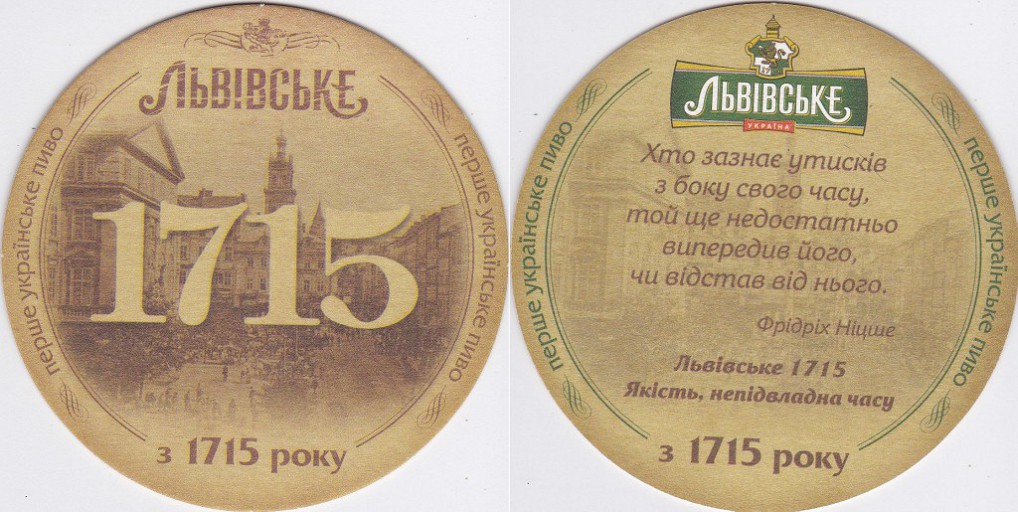 Львівське
перше українське пиво
1715
перше українське пиво
з 1715 року
Львівське
УКРАЇНА
перше українське пиво
Хто зазнає утисків
з боку свого часу,
той ще недостатньо
випередив його,
чи відстав від нього.
Фрідріх Ніцше
Львівське 1715
Якість, непідвладна часу
перше українське пиво
з 1715 року